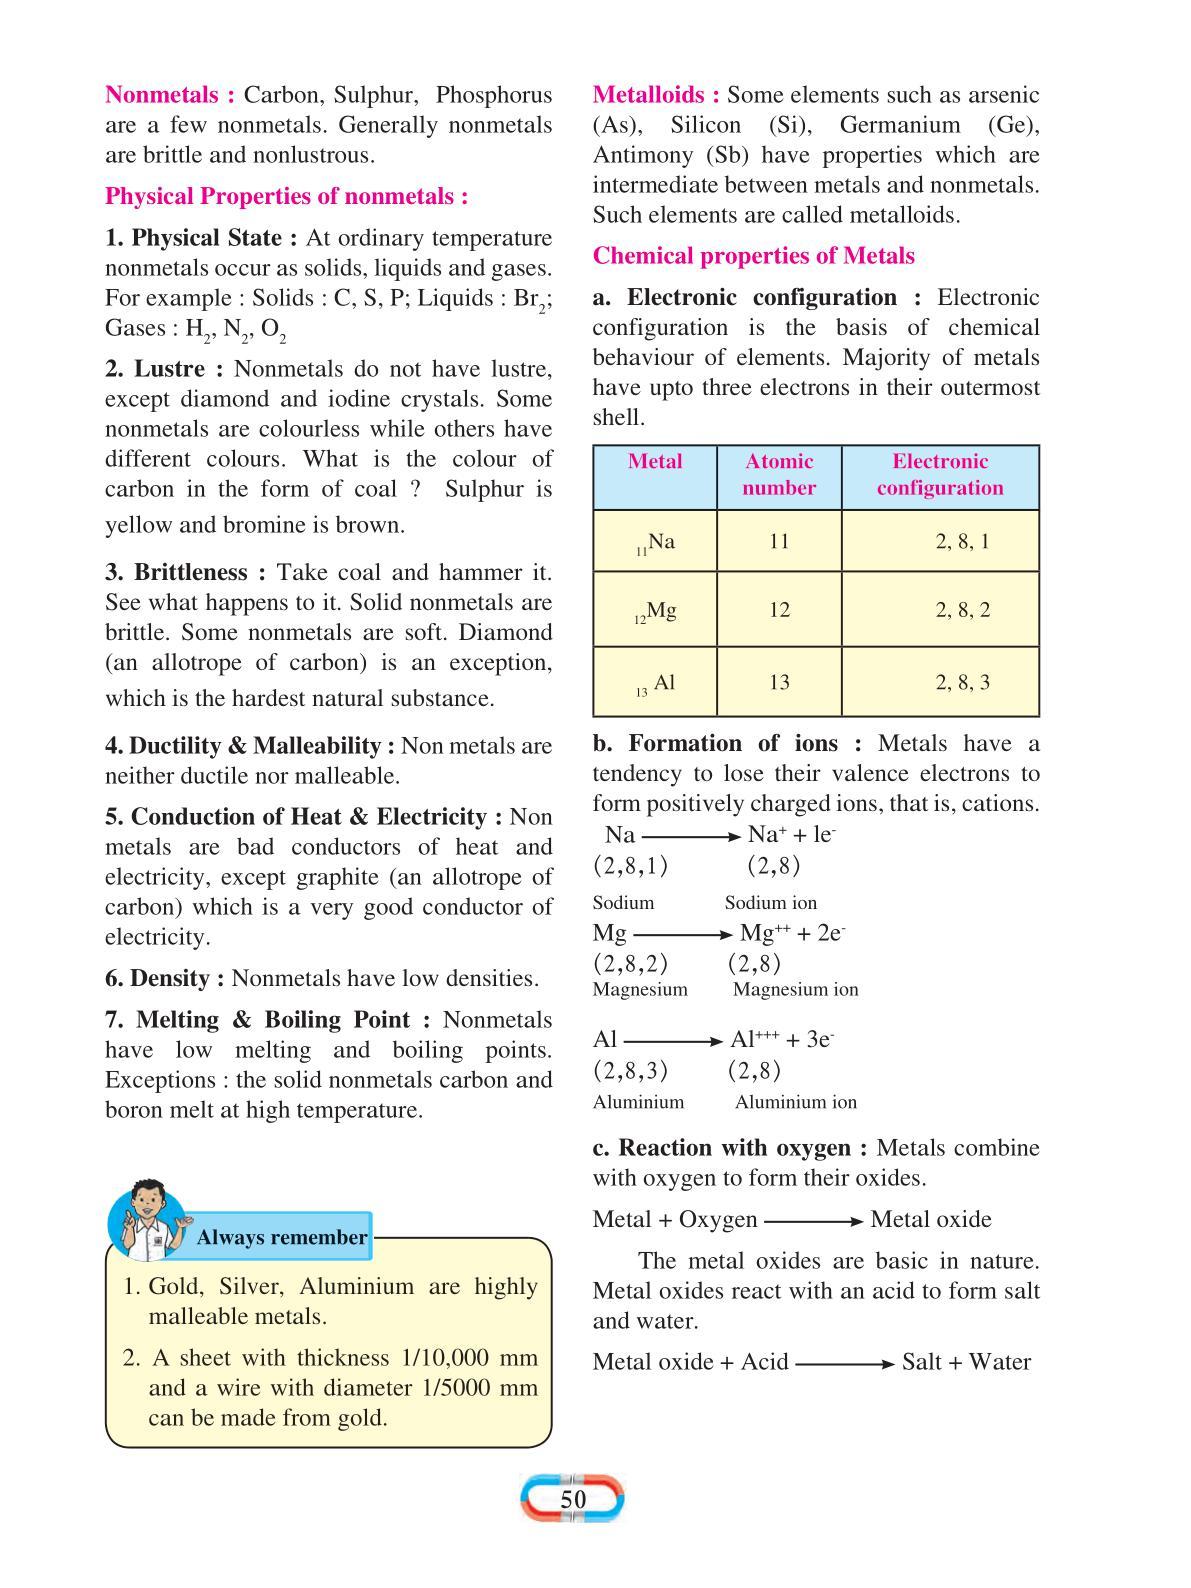 Nonmetals : Carbon, Sulphur, Phosphorus
are a few nonmetals. Generally nonmetals
are brittle and nonlustrous.
Physical Properties of nonmetals :
1. Physical State : At ordinary temperature
nonmetals occur as solids, liquids and gases.
For example : Solids : C, S, P; Liquids : Br₂;
Gases : H₂, N₂, O₂
2. Lustre : Nonmetals do not have lustre,
except diamond and iodine crystals. Some
nonmetals are colourless while others have
different colours. What is the colour of
carbon in the form of coal ? Sulphur is
yellow and bromine is brown.
3. Brittleness : Take coal and hammer it.
See what happens to it. Solid nonmetals are
brittle. Some nonmetals are soft. Diamond
(an allotrope of carbon) is an exception,
which is the hardest natural substance.
4. Ductility & Malleability : Non metals are
neither ductile nor malleable.
5. Conduction of Heat & Electricity : Non
metals are bad conductors of heat and
electricity, except graphite (an allotrope of
carbon) which is a very good conductor of
electricity.
6. Density : Nonmetals have low densities.
7. Melting & Boiling Point : Nonmetals
have low melting and boiling points.
Exceptions : the solid nonmetals carbon and
boron melt at high temperature.
Always remember
1. Gold, Silver, Aluminium are highly
malleable metals.
2. A sheet with thickness 1/10,000 mm
and a wire with diameter 1/5000 mm
can be made from gold.
Metalloids : Some elements such as arsenic
(As), Silicon (Si), Germanium (Ge),
Antimony (Sb) have properties which are
intermediate between metals and nonmetals.
Such elements are called metalloids.
Chemical properties of Metals
a. Electronic configuration : Electronic
configuration is the basis of chemical
behaviour of elements. Majority of metals
have upto three electrons in their outermost
shell.
Metal Atomic number Electronic configuration
₁₁Na 11 2, 8, 1
₁₂Mg 12 2, 8, 2
₁₃ Al 13 2, 8, 3
b. Formation of ions : Metals have a
tendency to lose their valence electrons to
form positively charged ions, that is, cations.
Na ⟶ Na⁺ + le⁻
(2,8,1) (2,8)
Sodium Sodium ion
Mg ⟶ Mg⁺⁺ + 2e⁻
(2,8,2) (2,8)
Magnesium Magnesium ion
Al ⟶ Al⁺⁺⁺ + 3e⁻
(2,8,3) (2,8)
Aluminium Aluminium ion
c. Reaction with oxygen : Metals combine
with oxygen to form their oxides.
Metal + Oxygen ⟶ Metal oxide
The metal oxides are basic in nature.
Metal oxides react with an acid to form salt
and water.
Metal oxide + Acid ⟶ Salt + Water
50